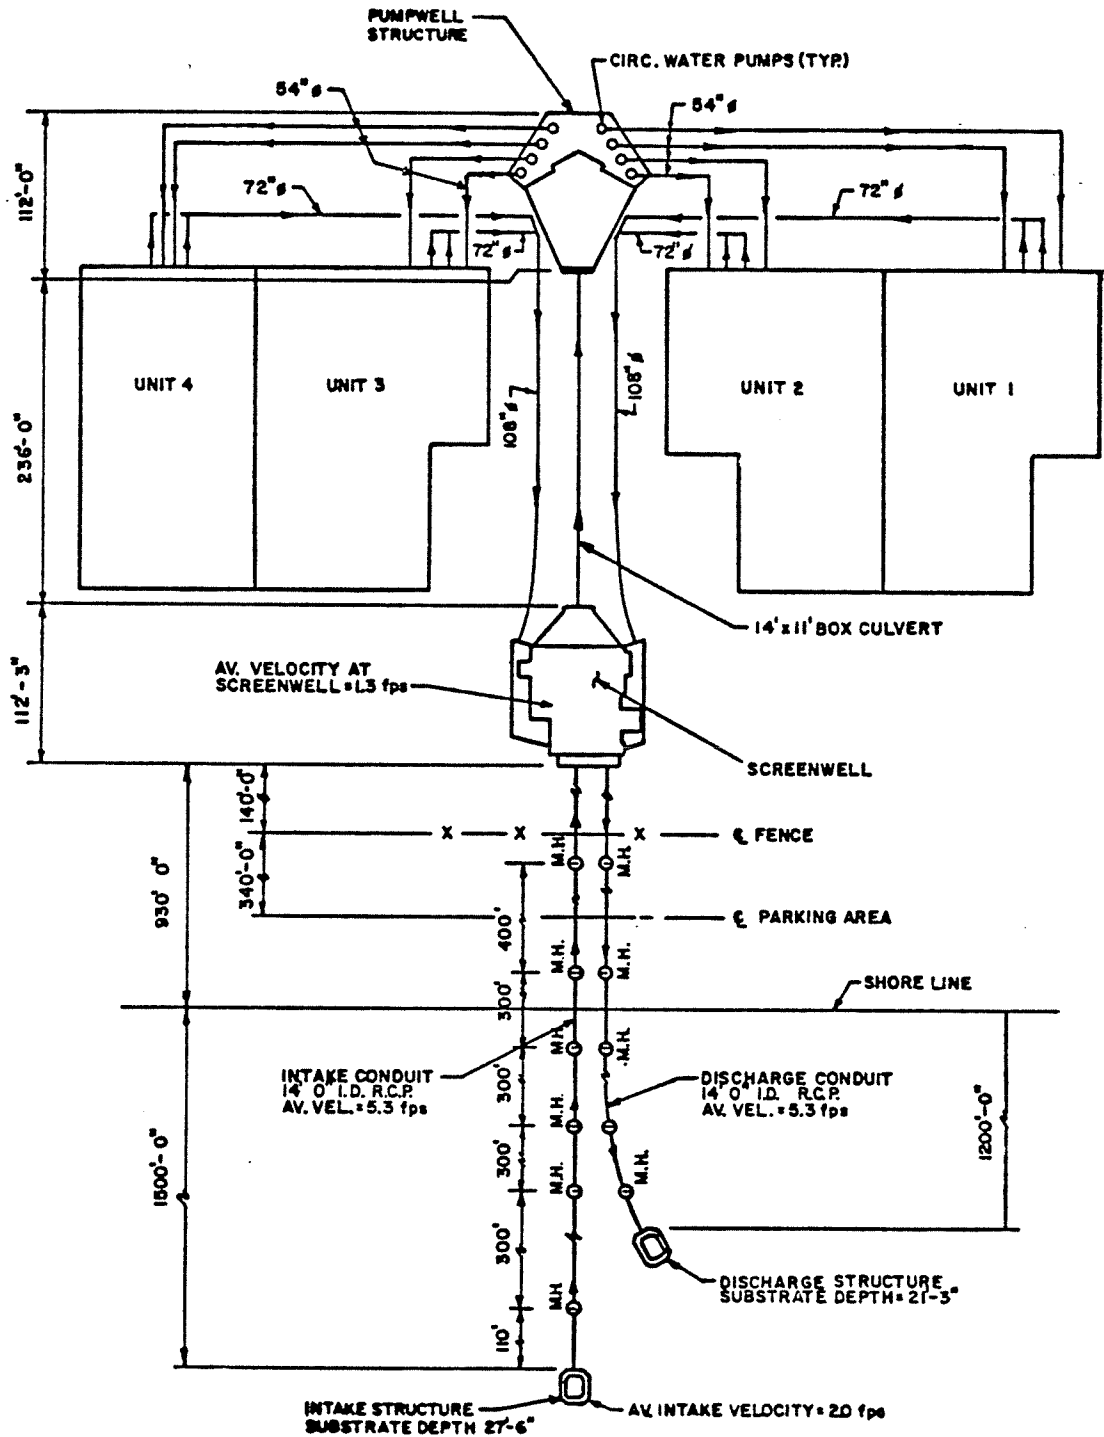 PUMPWELL
STRUCTURE
CIRC. WATER PUMPS (TYP.)
54" ø
54" ø
112'-0"
72" ø
72" ø
72" ø
72" ø
UNIT 4
UNIT 3
UNIT 2
UNIT 1
236'-0"
108" ø
108" ø
14' x 11' BOX CULVERT
AV. VELOCITY AT
SCREENWELL = 1.3 fps
112'-3"
SCREENWELL
140'-0"
X X X
℄ FENCE
M.H.
M.H.
340'-0"
930' 0"
℄ PARKING AREA
400'
M.H.
M.H.
SHORE LINE
300'
M.H.
M.H.
INTAKE CONDUIT
14' 0" I.D. R.C.P.
AV. VEL. = 5.3 fps
DISCHARGE CONDUIT
14' 0" I.D. R.C.P.
AV. VEL. = 5.3 fps
300'
M.H.
1200'-0"
1500'-0"
300'
M.H.
M.H.
300'
M.H.
DISCHARGE STRUCTURE
SUBSTRATE DEPTH = 21'-3"
110'
INTAKE STRUCTURE
SUBSTRATE DEPTH 27'-6"
AV. INTAKE VELOCITY = 2.0 fps